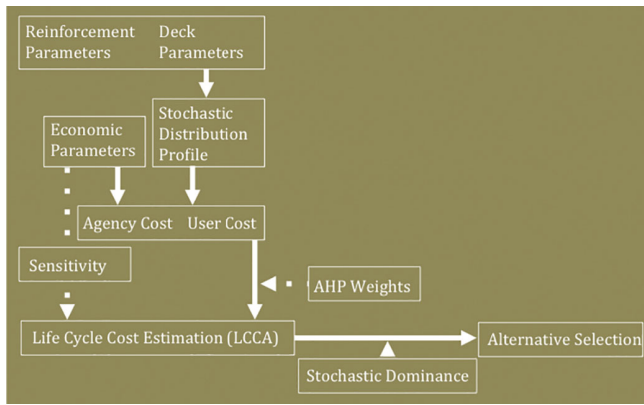 Reinforcement Deck
Parameters Parameters
Stochastic
Distribution
Profile
Economic
Parameters
Agency Cost User Cost
Sensitivity
AHP Weights
Life Cycle Cost Estimation (LCCA)
Alternative Selection
Stochastic Dominance